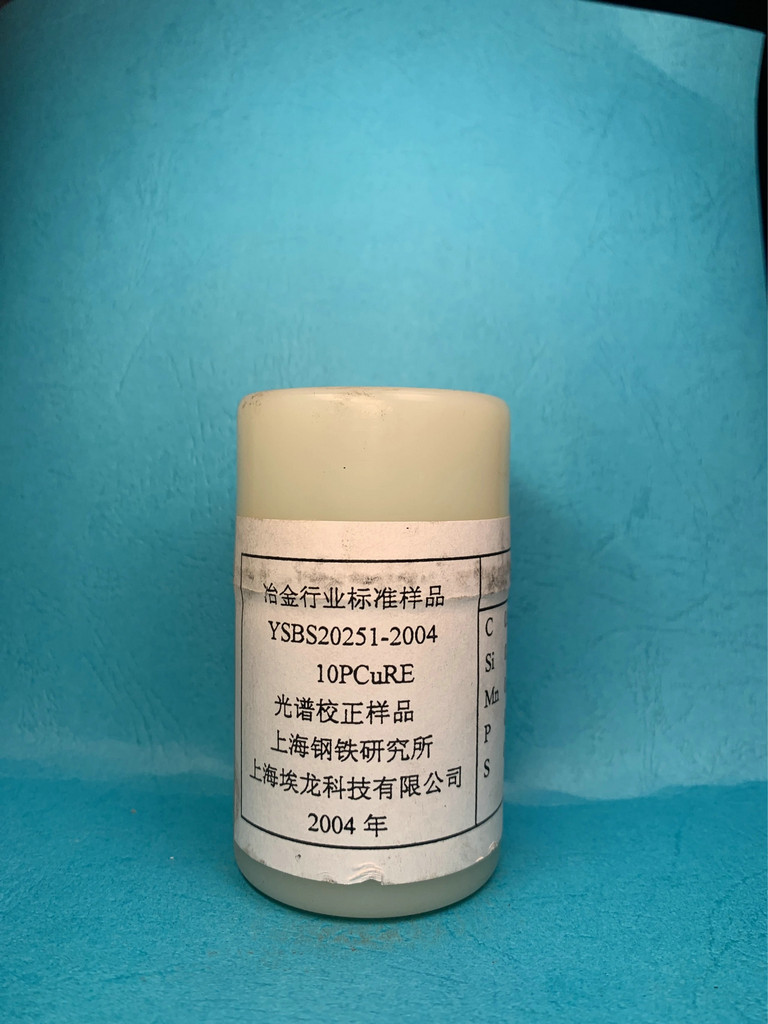 冶金行业标准样品
YSBS20251-2004
10PCuRE
光谱校正样品
上海钢铁研究所
上海埃龙科技有限公司
2004 年
C
Si
Mn
P
S